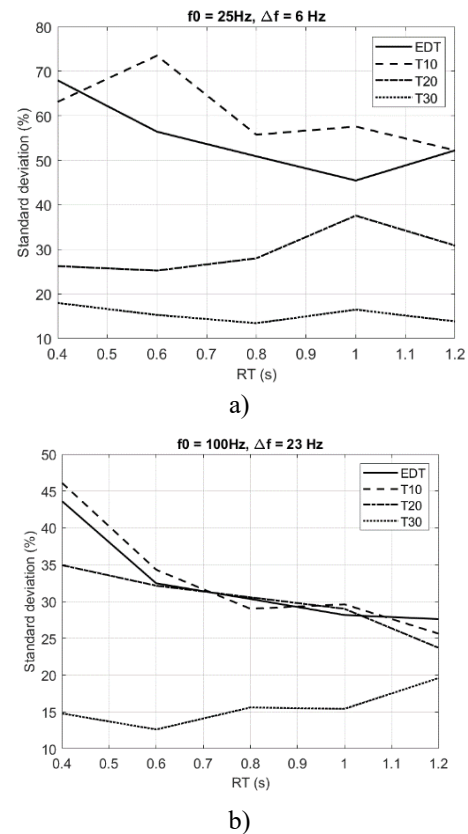 f0 = 25Hz, Δf = 6 Hz
EDT
T10
T20
T30
Standard deviation (%)
80
70
60
50
40
30
20
10
0.4 0.5 0.6 0.7 0.8 0.9 1 1.1 1.2
RT (s)
a)
f0 = 100Hz, Δf = 23 Hz
EDT
T10
T20
T30
Standard deviation (%)
50
45
40
35
30
25
20
15
10
0.4 0.5 0.6 0.7 0.8 0.9 1 1.1 1.2
RT (s)
b)